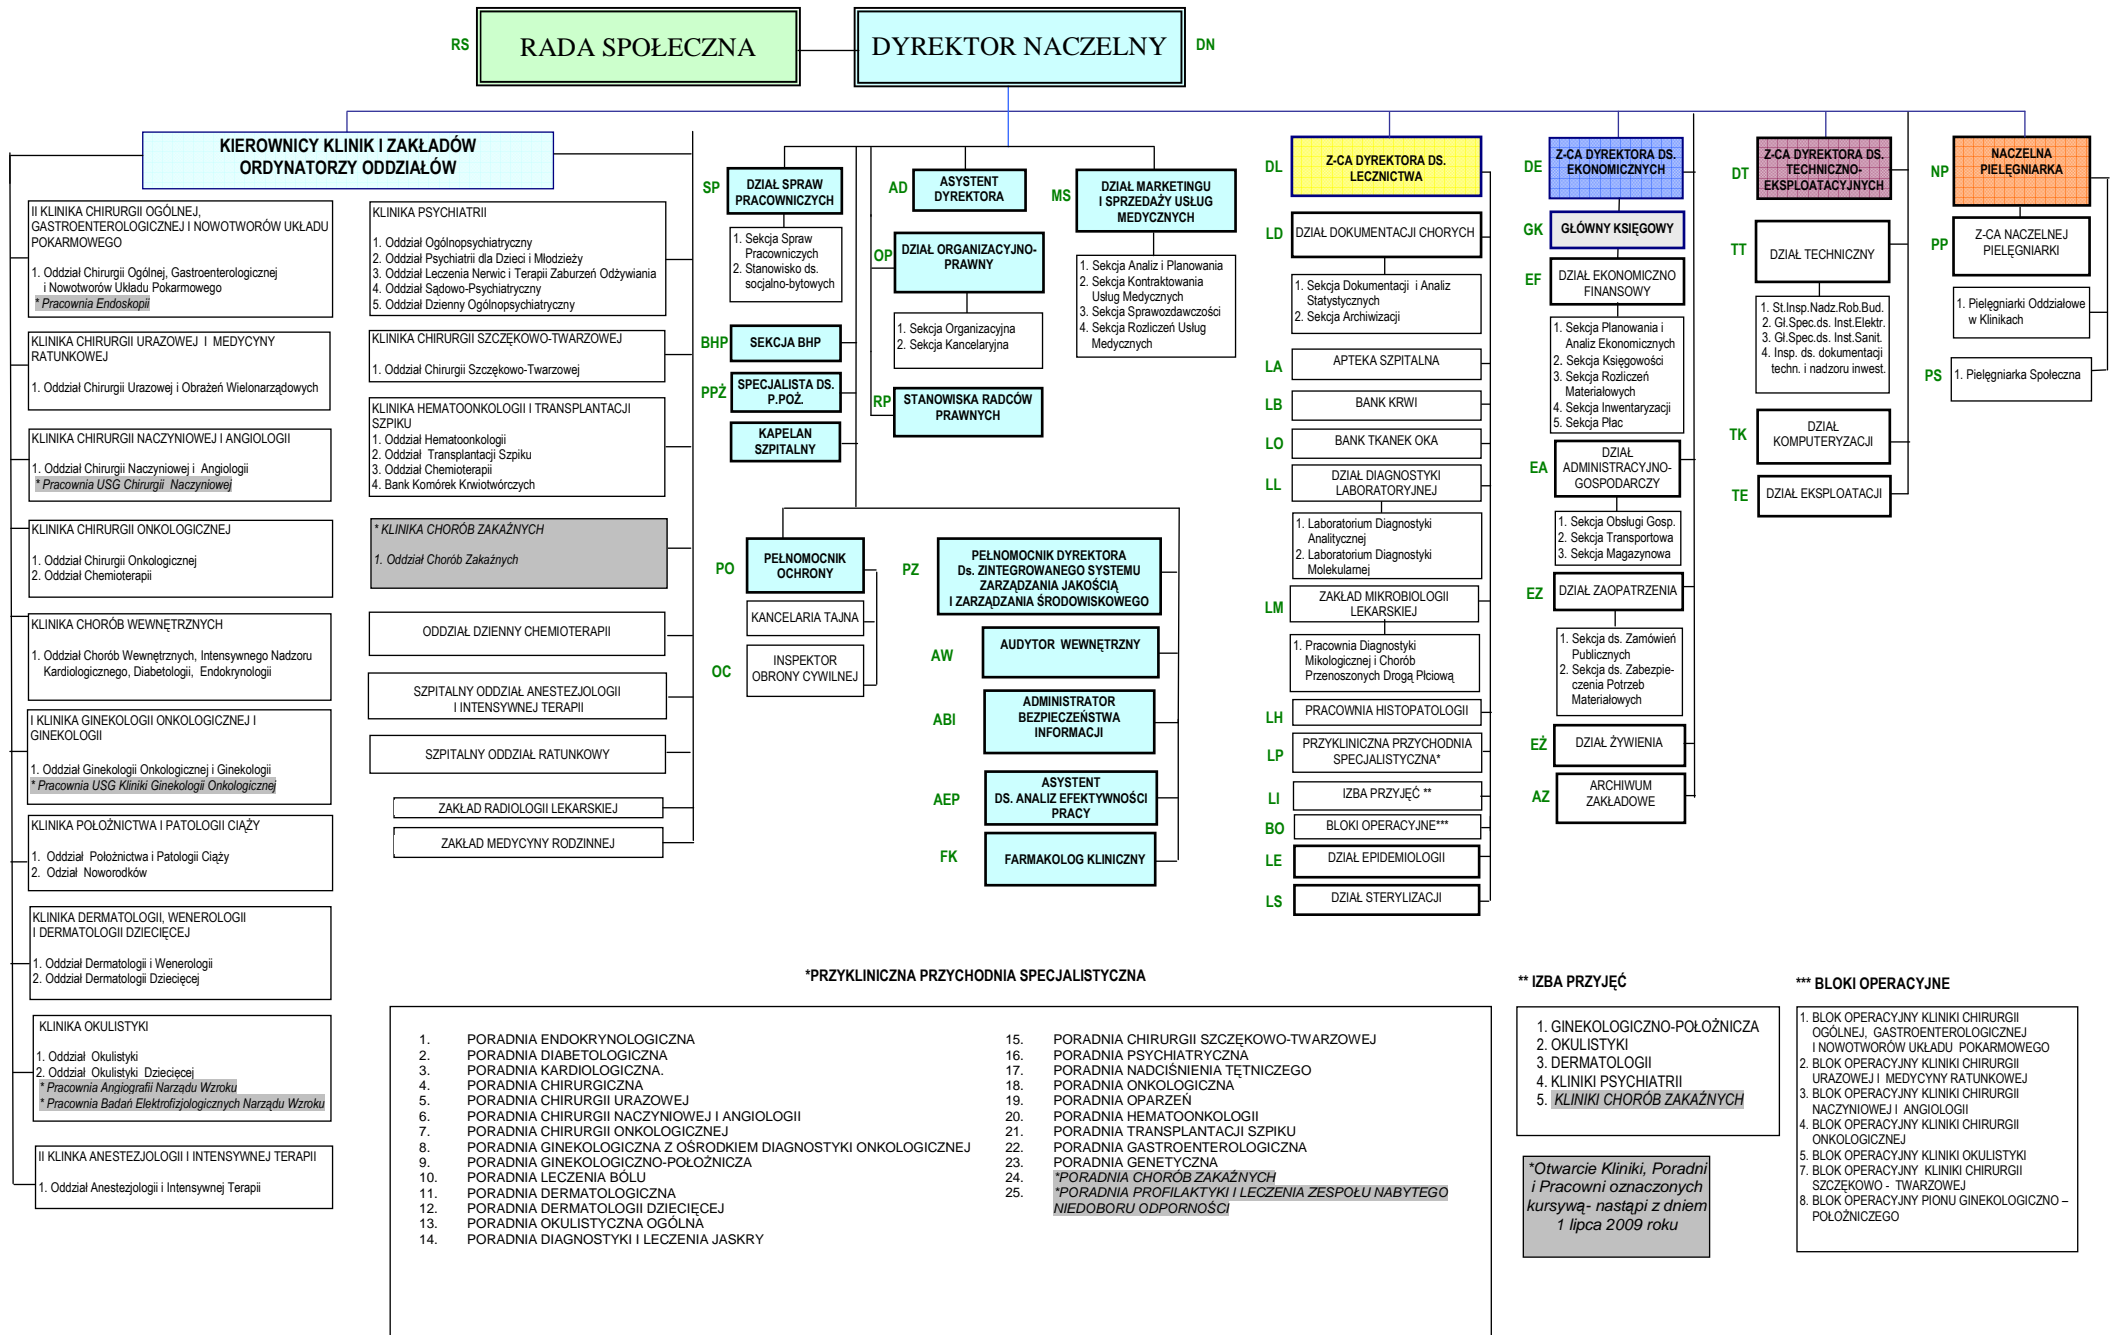 RS
RADA SPOŁECZNA
DYREKTOR NACZELNY
DN
KIEROWNICY KLINIK I ZAKŁADÓW
ORDYNATORZY ODDZIAŁÓW
II KLINIKA CHIRURGII OGÓLNEJ,
GASTROENTEROLOGICZNEJ I NOWOTWORÓW UKŁADU
POKARMOWEGO
1. Oddział Chirurgii Ogólnej, Gastroenterologicznej
i Nowotworów Układu Pokarmowego
* Pracownia Endoskopii
KLINIKA CHIRURGII URAZOWEJ I MEDYCYNY
RATUNKOWEJ
1. Oddział Chirurgii Urazowej i Obrażeń Wielonarządowych
KLINIKA CHIRURGII NACZYNIOWEJ I ANGIOLOGII
1. Oddział Chirurgii Naczyniowej i Angiologii
* Pracownia USG Chirurgii Naczyniowej
KLINIKA CHIRURGII ONKOLOGICZNEJ
1. Oddział Chirurgii Onkologicznej
2. Oddział Chemioterapii
KLINIKA CHORÓB WEWNĘTRZNYCH
1. Oddział Chorób Wewnętrznych, Intensywnego Nadzoru
Kardiologicznego, Diabetologii, Endokrynologii
I KLINIKA GINEKOLOGII ONKOLOGICZNEJ I
GINEKOLOGII
1. Oddział Ginekologii Onkologicznej i Ginekologii
* Pracownia USG Kliniki Ginekologii Onkologicznej
KLINIKA POŁOŻNICTWA I PATOLOGII CIĄŻY
1. Oddział Położnictwa i Patologii Ciąży
2. Odział Noworodków
KLINIKA DERMATOLOGII, WENEROLOGII
I DERMATOLOGII DZIECIĘCEJ
1. Oddział Dermatologii i Wenerologii
2. Oddział Dermatologii Dziecięcej
KLINIKA OKULISTYKI
1. Oddział Okulistyki
2. Oddział Okulistyki Dziecięcej
* Pracownia Angiografii Narządu Wzroku
* Pracownia Badań Elektrofizjologicznych Narządu Wzroku
II KLINKA ANESTEZJOLOGII I INTENSYWNEJ TERAPII
1. Oddział Anestezjologii i Intensywnej Terapii
KLINIKA PSYCHIATRII
1. Oddział Ogólnopsychiatryczny
2. Oddział Psychiatrii dla Dzieci i Młodzieży
3. Oddział Leczenia Nerwic i Terapii Zaburzeń Odżywiania
4. Oddział Sądowo-Psychiatryczny
5. Oddział Dzienny Ogólnopsychiatryczny
KLINIKA CHIRURGII SZCZĘKOWO-TWARZOWEJ
1. Oddział Chirurgii Szczękowo-Twarzowej
KLINIKA HEMATOONKOLOGII I TRANSPLANTACJI
SZPIKU
1. Oddział Hematoonkologii
2. Oddział Transplantacji Szpiku
3. Oddział Chemioterapii
4. Bank Komórek Krwiotwórczych
* KLINIKA CHORÓB ZAKAŹNYCH
1. Oddział Chorób Zakaźnych
ODDZIAŁ DZIENNY CHEMIOTERAPII
SZPITALNY ODDZIAŁ ANESTEZJOLOGII
I INTENSYWNEJ TERAPII
SZPITALNY ODDZIAŁ RATUNKOWY
ZAKŁAD RADIOLOGII LEKARSKIEJ
ZAKŁAD MEDYCYNY RODZINNEJ
SP
DZIAŁ SPRAW
PRACOWNICZYCH
1. Sekcja Spraw
Pracowniczych
2. Stanowisko ds.
socjalno-bytowych
BHP
SEKCJA BHP
PPŻ
SPECJALISTA DS.
P.POŻ.
KAPELAN
SZPITALNY
AD
ASYSTENT
DYREKTORA
OP
DZIAŁ ORGANIZACYJNO-
PRAWNY
1. Sekcja Organizacyjna
2. Sekcja Kancelaryjna
RP
STANOWISKA RADCÓW
PRAWNYCH
MS
DZIAŁ MARKETINGU
I SPRZEDAŻY USŁUG
MEDYCZNYCH
1. Sekcja Analiz i Planowania
2. Sekcja Kontraktowania
Usług Medycznych
3. Sekcja Sprawozdawczości
4. Sekcja Rozliczeń Usług
Medycznych
PO
PEŁNOMOCNIK
OCHRONY
KANCELARIA TAJNA
OC
INSPEKTOR
OBRONY CYWILNEJ
PZ
PEŁNOMOCNIK DYREKTORA
Ds. ZINTEGROWANEGO SYSTEMU
ZARZĄDZANIA JAKOŚCIĄ
I ZARZĄDZANIA ŚRODOWISKOWEGO
AW
AUDYTOR WEWNĘTRZNY
ABI
ADMINISTRATOR
BEZPIECZEŃSTWA
INFORMACJI
AEP
ASYSTENT
DS. ANALIZ EFEKTYWNOŚCI
PRACY
FK
FARMAKOLOG KLINICZNY
DL
Z-CA DYREKTORA DS.
LECZNICTWA
LD
DZIAŁ DOKUMENTACJI CHORYCH
1. Sekcja Dokumentacji i Analiz
Statystycznych
2. Sekcja Archiwizacji
LA
APTEKA SZPITALNA
LB
BANK KRWI
LO
BANK TKANEK OKA
LL
DZIAŁ DIAGNOSTYKI
LABORATORYJNEJ
1. Laboratorium Diagnostyki
Analitycznej
2. Laboratorium Diagnostyki
Molekularnej
LM
ZAKŁAD MIKROBIOLOGII
LEKARSKIEJ
1. Pracownia Diagnostyki
Mikologicznej i Chorób
Przenoszonych Drogą Płciową
LH
PRACOWNIA HISTOPATOLOGII
LP
PRZYKLINICZNA PRZYCHODNIA
SPECJALISTYCZNA*
LI
IZBA PRZYJĘĆ **
BO
BLOKI OPERACYJNE***
LE
DZIAŁ EPIDEMIOLOGII
LS
DZIAŁ STERYLIZACJI
DE
Z-CA DYREKTORA DS.
EKONOMICZNYCH
GK
GŁÓWNY KSIĘGOWY
EF
DZIAŁ EKONOMICZNO
FINANSOWY
1. Sekcja Planowania i
Analiz Ekonomicznych
2. Sekcja Księgowości
3. Sekcja Rozliczeń
Materiałowych
4. Sekcja Inwentaryzacji
5. Sekcja Płac
EA
DZIAŁ
ADMINISTRACYJNO-
GOSPODARCZY
1. Sekcja Obsługi Gosp.
2. Sekcja Transportowa
3. Sekcja Magazynowa
EZ
DZIAŁ ZAOPATRZENIA
1. Sekcja ds. Zamówień
Publicznych
2. Sekcja ds. Zabezpie-
czenia Potrzeb
Materiałowych
EŻ
DZIAŁ ŻYWIENIA
AZ
ARCHIWUM
ZAKŁADOWE
DT
Z-CA DYREKTORA DS.
TECHNICZNO-
EKSPLOATACYJNYCH
TT
DZIAŁ TECHNICZNY
1. St.Insp.Nadz.Rob.Bud.
2. Gł.Spec.ds. Inst.Elektr.
3. Gł.Spec.ds. Inst.Sanit.
4. Insp. ds. dokumentacji
techn. i nadzoru inwest.
TK
DZIAŁ
KOMPUTERYZACJI
TE
DZIAŁ EKSPLOATACJI
NP
NACZELNA
PIELĘGNIARKA
PP
Z-CA NACZELNEJ
PIELĘGNIARKI
1. Pielęgniarki Oddziałowe
w Klinikach
PS
1. Pielęgniarka Społeczna
*PRZYKLINICZNA PRZYCHODNIA SPECJALISTYCZNA
1. PORADNIA ENDOKRYNOLOGICZNA
2. PORADNIA DIABETOLOGICZNA
3. PORADNIA KARDIOLOGICZNA.
4. PORADNIA CHIRURGICZNA
5. PORADNIA CHIRURGII URAZOWEJ
6. PORADNIA CHIRURGII NACZYNIOWEJ I ANGIOLOGII
7. PORADNIA CHIRURGII ONKOLOGICZNEJ
8. PORADNIA GINEKOLOGICZNA Z OŚRODKIEM DIAGNOSTYKI ONKOLOGICZNEJ
9. PORADNIA GINEKOLOGICZNO-POŁOŻNICZA
10. PORADNIA LECZENIA BÓLU
11. PORADNIA DERMATOLOGICZNA
12. PORADNIA DERMATOLOGII DZIECIĘCEJ
13. PORADNIA OKULISTYCZNA OGÓLNA
14. PORADNIA DIAGNOSTYKI I LECZENIA JASKRY
15. PORADNIA CHIRURGII SZCZĘKOWO-TWARZOWEJ
16. PORADNIA PSYCHIATRYCZNA
17. PORADNIA NADCIŚNIENIA TĘTNICZEGO
18. PORADNIA ONKOLOGICZNA
19. PORADNIA OPARZEŃ
20. PORADNIA HEMATOONKOLOGII
21. PORADNIA TRANSPLANTACJI SZPIKU
22. PORADNIA GASTROENTEROLOGICZNA
23. PORADNIA GENETYCZNA
24. *PORADNIA CHORÓB ZAKAŹNYCH
25. *PORADNIA PROFILAKTYKI I LECZENIA ZESPOŁU NABYTEGO
NIEDOBORU ODPORNOŚCI
** IZBA PRZYJĘĆ
1. GINEKOLOGICZNO-POŁOŻNICZA
2. OKULISTYKI
3. DERMATOLOGII
4. KLINIKI PSYCHIATRII
5. KLINIKI CHORÓB ZAKAŹNYCH
*Otwarcie Kliniki, Poradni
i Pracowni oznaczonych
kursywą- nastąpi z dniem
1 lipca 2009 roku
*** BLOKI OPERACYJNE
1. BLOK OPERACYJNY KLINIKI CHIRURGII
OGÓLNEJ, GASTROENTEROLOGICZNEJ
I NOWOTWORÓW UKŁADU POKARMOWEGO
2. BLOK OPERACYJNY KLINIKI CHIRURGII
URAZOWEJ I MEDYCYNY RATUNKOWEJ
3. BLOK OPERACYJNY KLINIKI CHIRURGII
NACZYNIOWEJ I ANGIOLOGII
4. BLOK OPERACYJNY KLINIKI CHIRURGII
ONKOLOGICZNEJ
5. BLOK OPERACYJNY KLINIKI OKULISTYKI
7. BLOK OPERACYJNY KLINIKI CHIRURGII
SZCZĘKOWO - TWARZOWEJ
8. BLOK OPERACYJNY PIONU GINEKOLOGICZNO –
POŁOŻNICZEGO